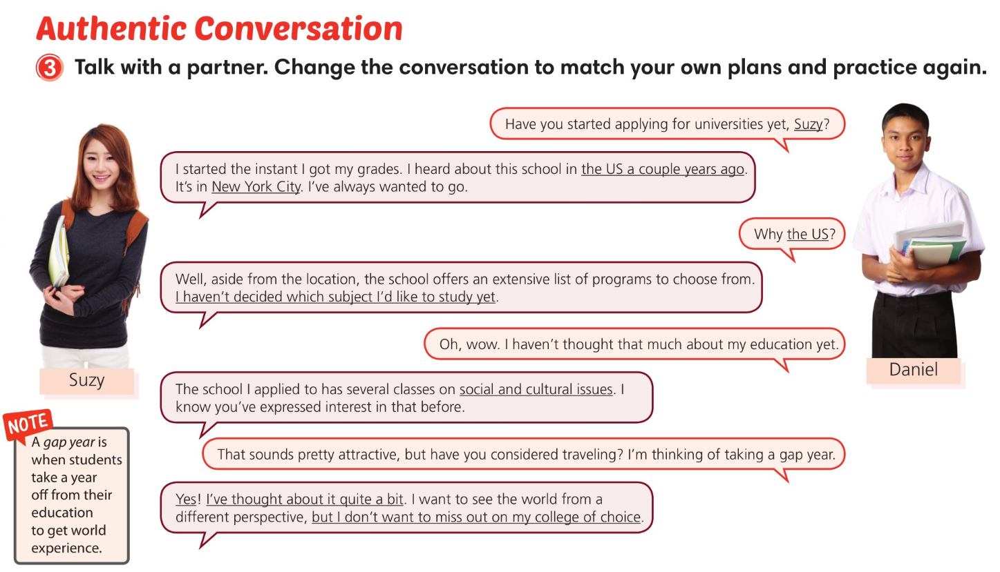 Authentic Conversation
3 Talk with a partner. Change the conversation to match your own plans and practice again.
Have you started applying for universities yet, Suzy?
I started the instant I got my grades. I heard about this school in the US a couple years ago.
It's in New York City. I've always wanted to go.
Why the US?
Well, aside from the location, the school offers an extensive list of programs to choose from.
I haven't decided which subject I'd like to study yet.
Oh, wow. I haven't thought that much about my education yet.
Suzy
Daniel
The school I applied to has several classes on social and cultural issues. I
know you've expressed interest in that before.
That sounds pretty attractive, but have you considered traveling? I'm thinking of taking a gap year.
Yes! I've thought about it quite a bit. I want to see the world from a
different perspective, but I don't want to miss out on my college of choice.
NOTE
A gap year is
when students
take a year
off from their
education
to get world
experience.